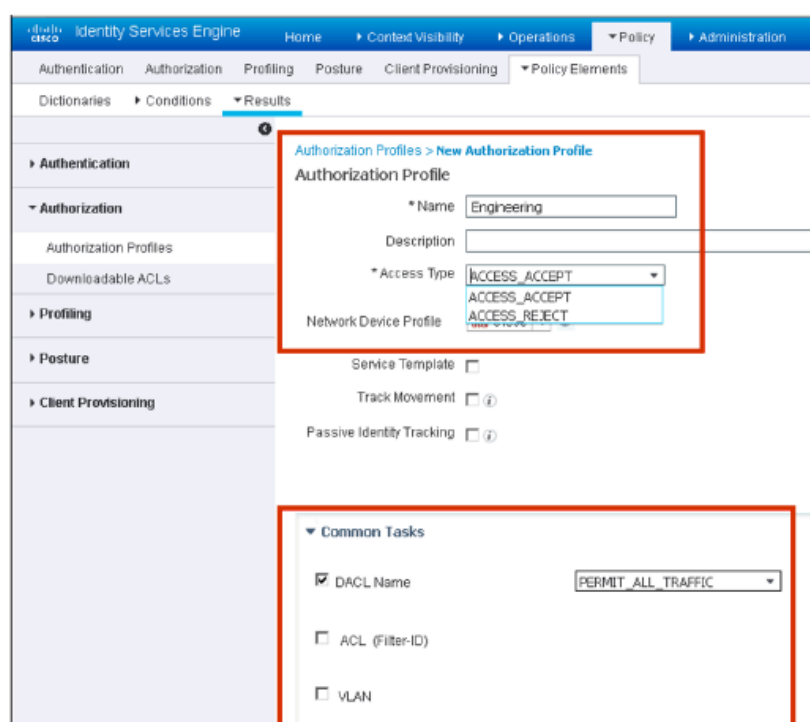 cisco Identity Services Engine Home Context Visibility Operations Policy Administration
Authentication Authorization Profiling Posture Client Provisioning Policy Elements
Dictionaries Conditions Results
Authorization Profiles > New Authorization Profile
Authentication
Authorization Profile
* Name Engineering
Authorization
Description
Authorization Profiles
* Access Type ACCESS_ACCEPT
Downloadable ACLs
ACCESS_ACCEPT
ACCESS_REJECT
Profiling
Network Device Profile
Posture
Service Template
Track Movement
Client Provisioning
Passive Identity Tracking
Common Tasks
DACL Name PERMIT_ALL_TRAFFIC
ACL (Filter-ID)
VLAN